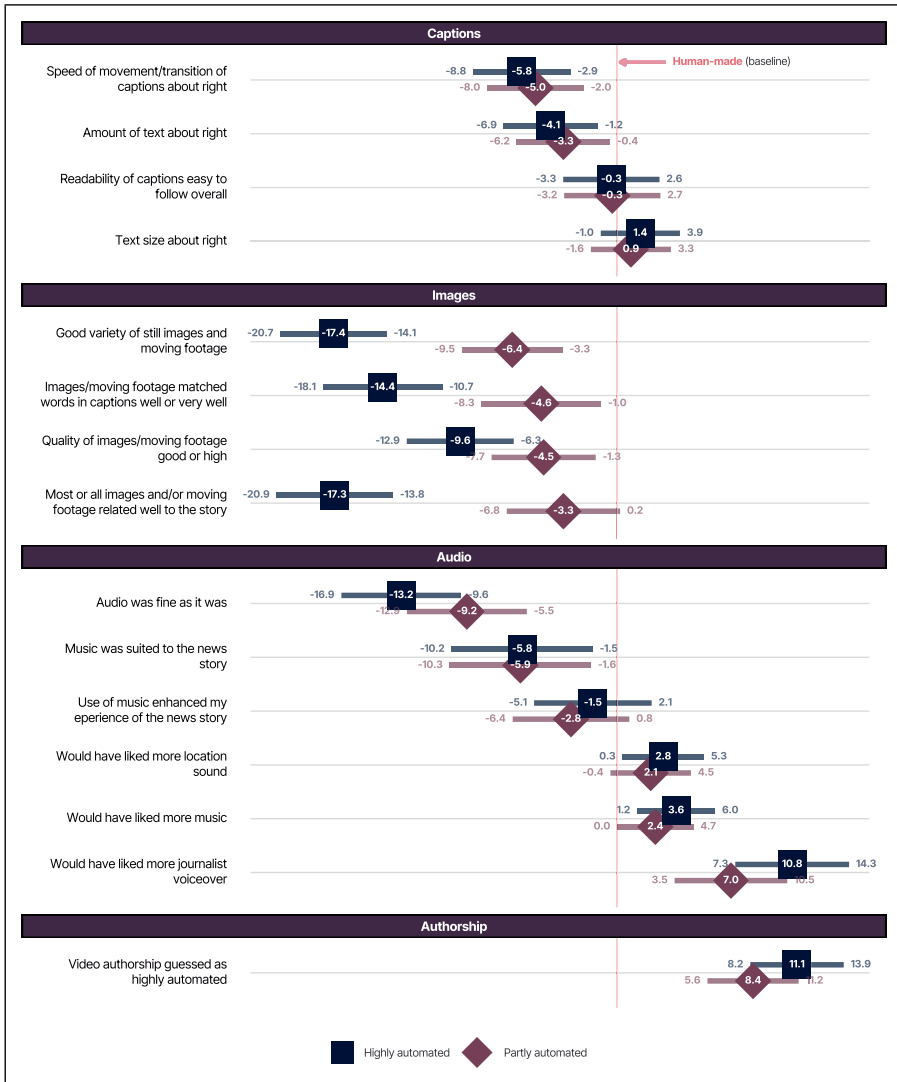 Captions
Human-made (baseline)
Speed of movement/transition of
captions about right
-8.8 -5.8 -2.9
-8.0 -5.0 -2.0
Amount of text about right
-6.9 -4.1 -1.2
-6.2 -3.3 -0.4
Readability of captions easy to
follow overall
-3.3 -0.3 2.6
-3.2 -0.3 2.7
Text size about right
-1.0 1.4 3.9
-1.6 0.9 3.3
Images
Good variety of still images and
moving footage
-20.7 -17.4 -14.1
-9.5 -6.4 -3.3
Images/moving footage matched
words in captions well or very well
-18.1 -14.4 -10.7
-8.3 -4.6 -1.0
Quality of images/moving footage
good or high
-12.9 -9.6 -6.3
-7.7 -4.5 -1.3
Most or all images and/or moving
footage related well to the story
-20.9 -17.3 -13.8
-6.8 -3.3 0.2
Audio
Audio was fine as it was
-16.9 -13.2 -9.6
-12.9 -9.2 -5.5
Music was suited to the news
story
-10.2 -5.8 -1.5
-10.3 -5.9 -1.6
Use of music enhanced my
eperience of the news story
-5.1 -1.5 2.1
-6.4 -2.8 0.8
Would have liked more location
sound
0.3 2.8 5.3
-0.4 2.1 4.5
Would have liked more music
1.2 3.6 6.0
0.0 2.4 4.7
Would have liked more journalist
voiceover
7.3 10.8 14.3
3.5 7.0 10.5
Authorship
Video authorship guessed as
highly automated
8.2 11.1 13.9
5.6 8.4 11.2
Highly automated Partly automated